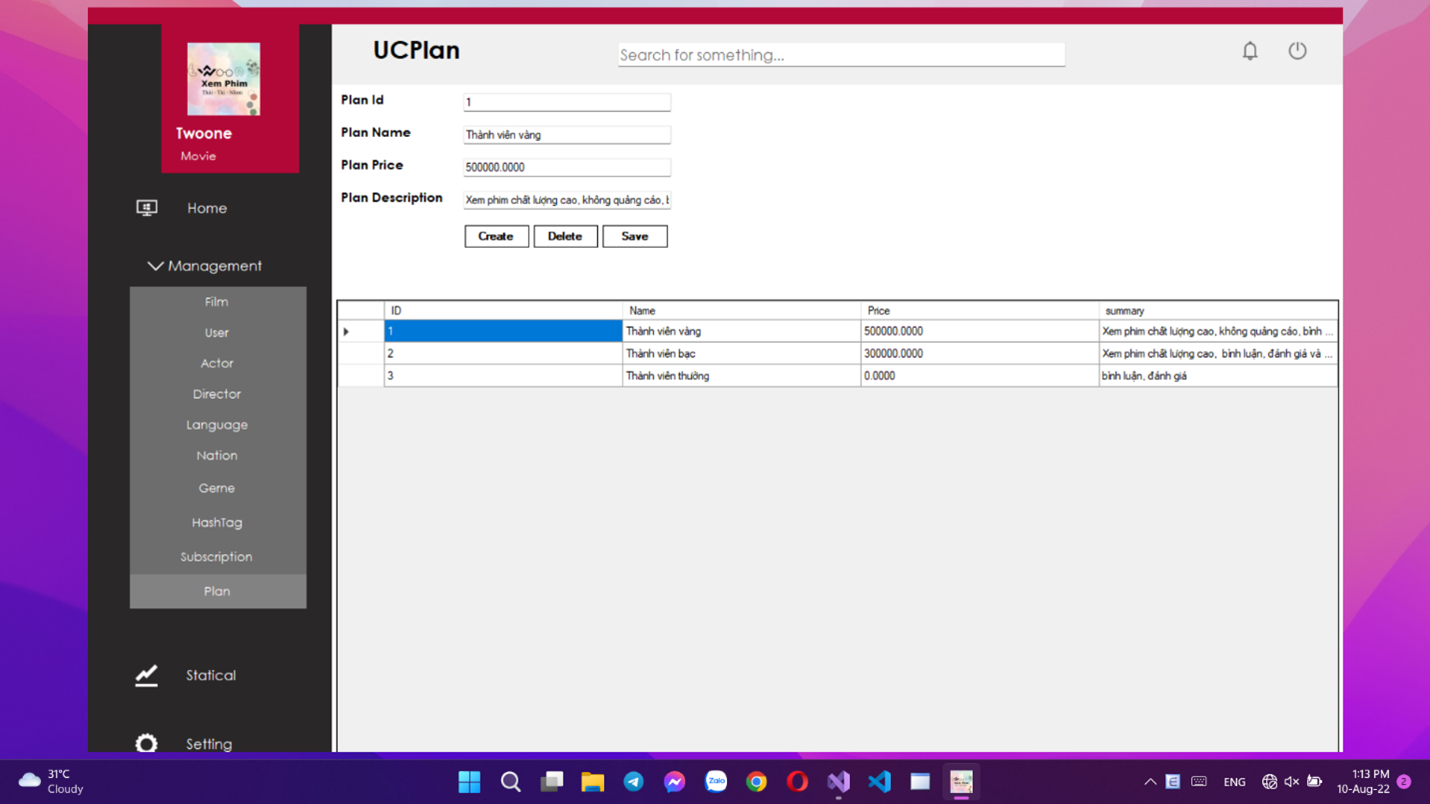 UCPlan
Search for something...
Xem Phim
Twoone
Movie
Home
Management
Film
User
Actor
Director
Language
Nation
Gerne
HashTag
Subscription
Plan
Statical
Setting
Plan Id 1
Plan Name Thành viên vàng
Plan Price 500000.0000
Plan Description Xem phim chất lượng cao, không quảng cáo, b
Create Delete Save
ID Name Price summary
1 Thành viên vàng 500000.0000 Xem phim chất lượng cao, không quảng cáo, bình ...
2 Thành viên bạc 300000.0000 Xem phim chất lượng cao, bình luận, đánh giá và ...
3 Thành viên thường 0.0000 bình luận, đánh giá
31°C
Cloudy
Zalo
ENG
1:13 PM
10-Aug-22
2